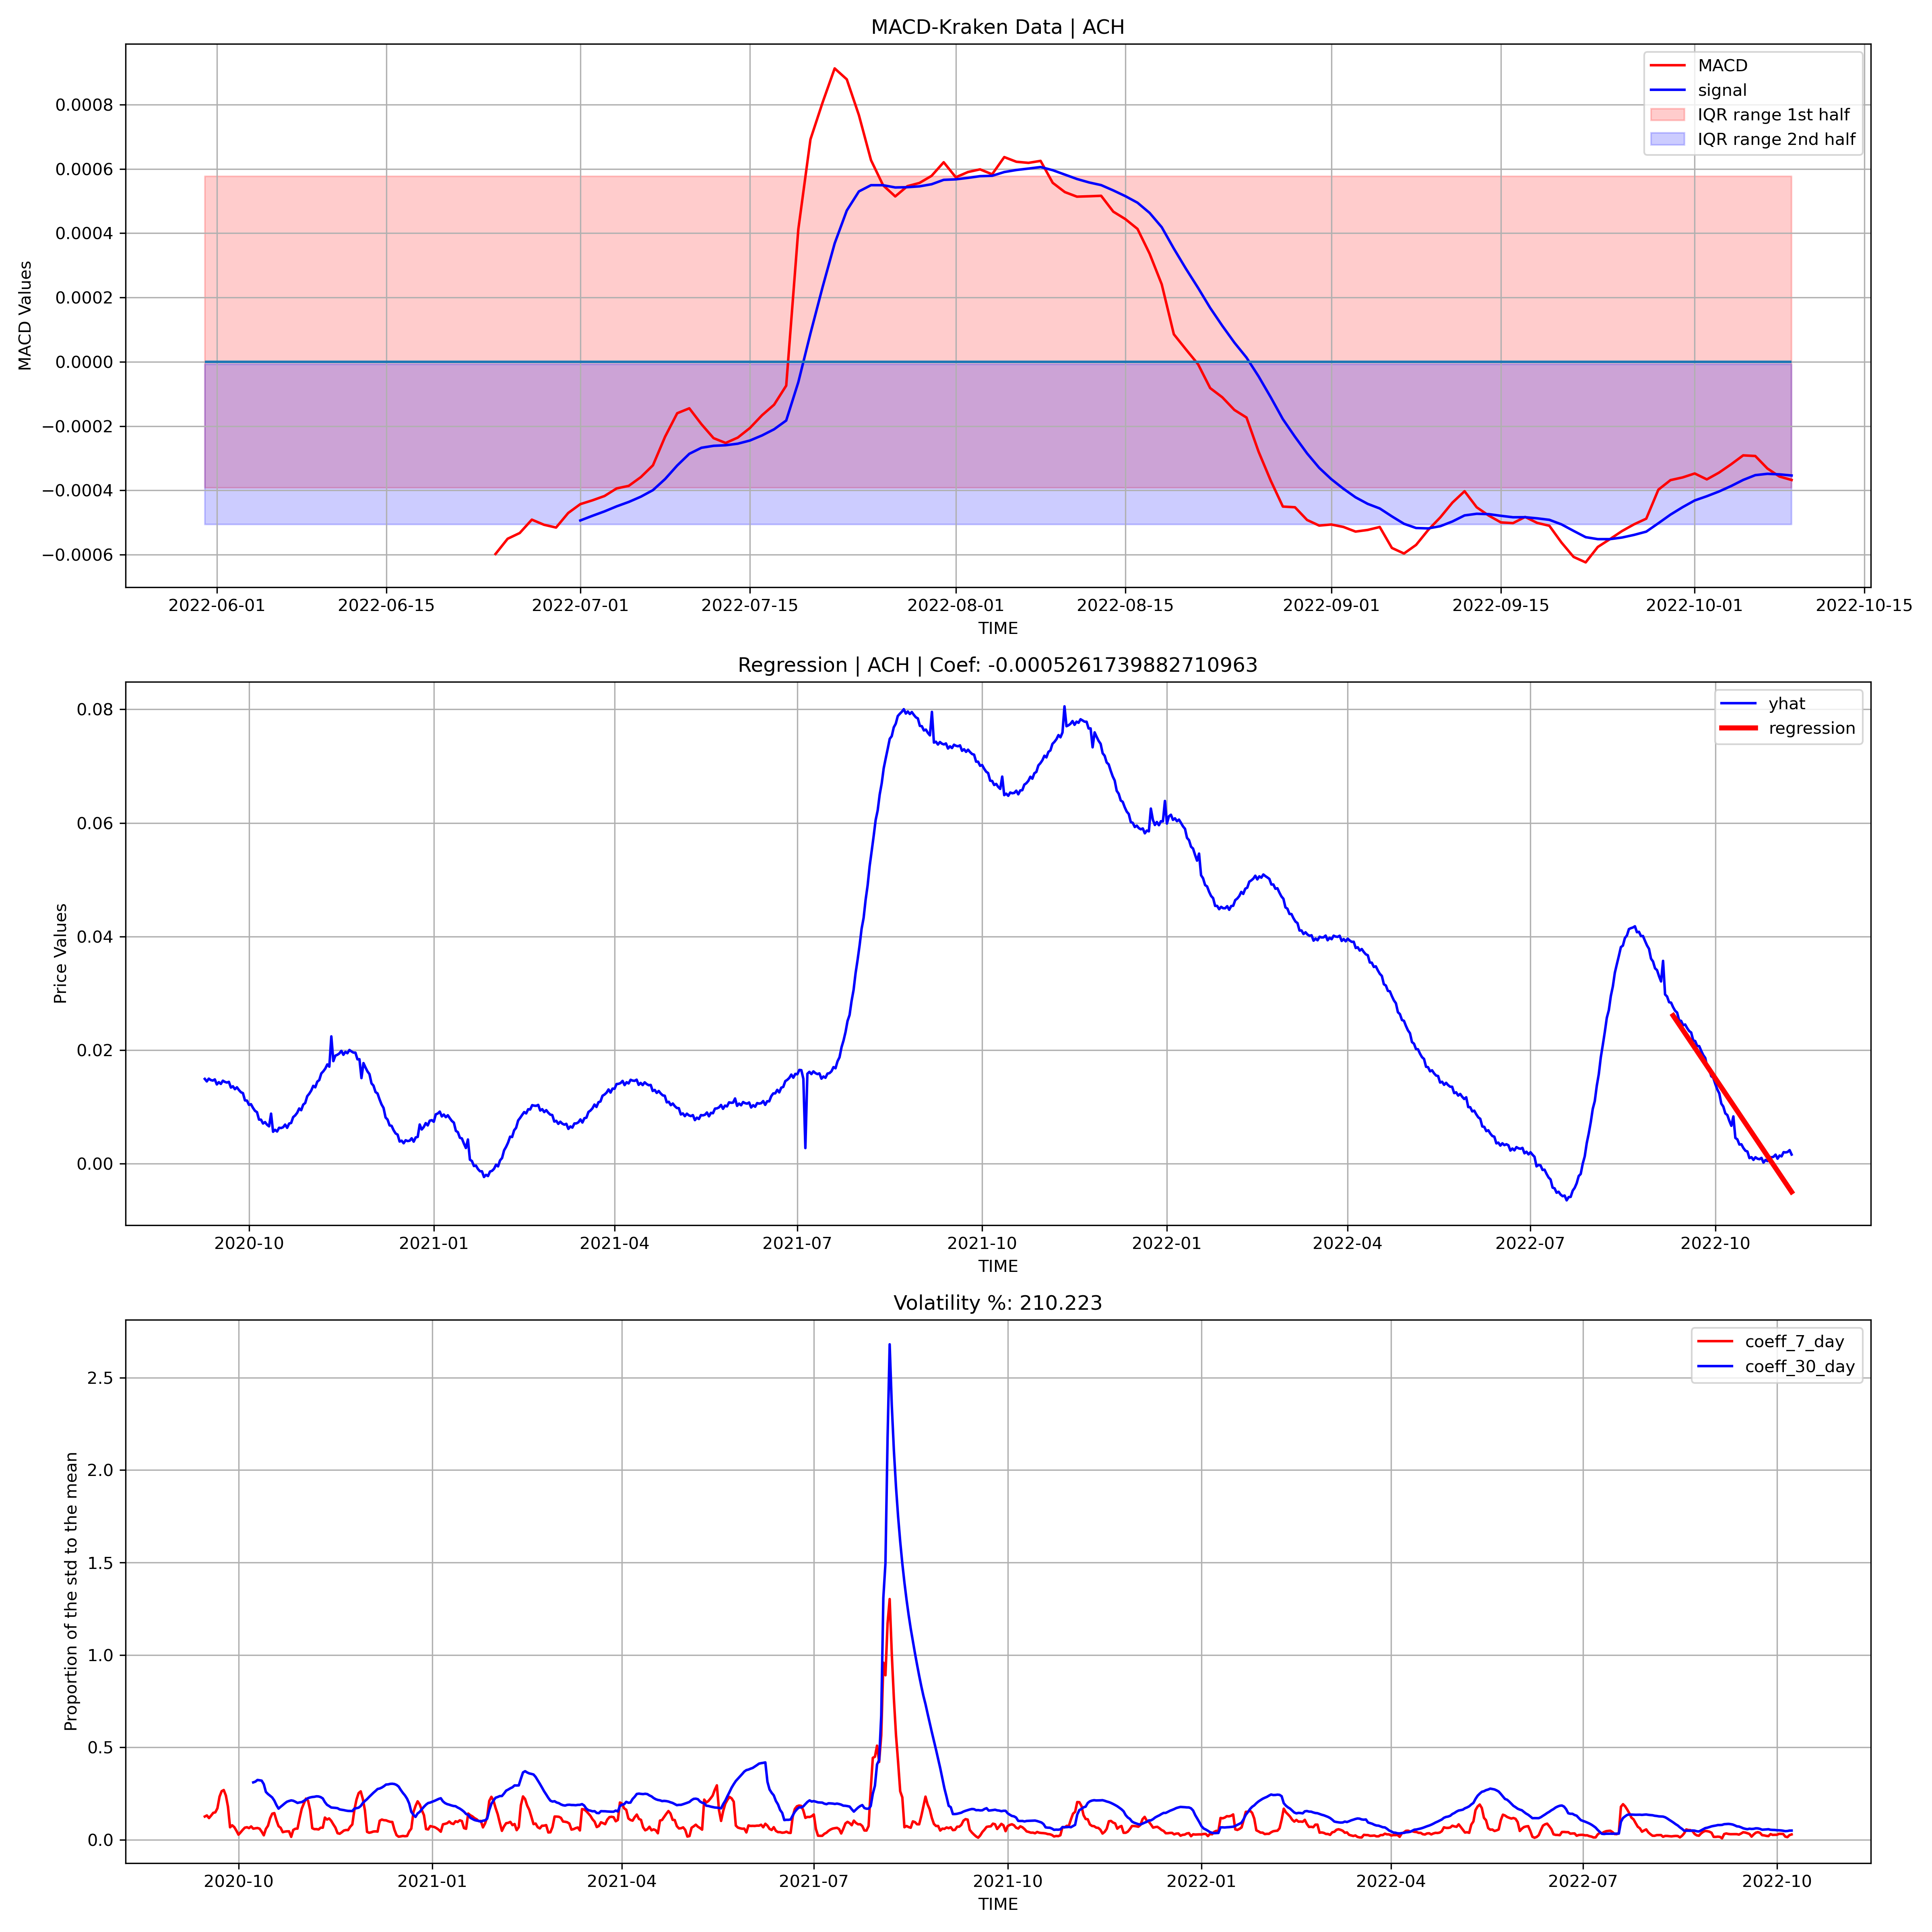 MACD-Kraken Data | ACH
MACD
signal
IQR range 1st half
IQR range 2nd half
MACD Values
0.0008
0.0006
0.0004
0.0002
0.0000
−0.0002
−0.0004
−0.0006
2022-06-01 2022-06-15 2022-07-01 2022-07-15 2022-08-01 2022-08-15 2022-09-01 2022-09-15 2022-10-01 2022-10-15
TIME
Regression | ACH | Coef: -0.0005261739882710963
yhat
regression
Price Values
0.08
0.06
0.04
0.02
0.00
2020-10 2021-01 2021-04 2021-07 2021-10 2022-01 2022-04 2022-07 2022-10
TIME
Volatility %: 210.223
coeff_7_day
coeff_30_day
Proportion of the std to the mean
2.5
2.0
1.5
1.0
0.5
0.0
2020-10 2021-01 2021-04 2021-07 2021-10 2022-01 2022-04 2022-07 2022-10
TIME